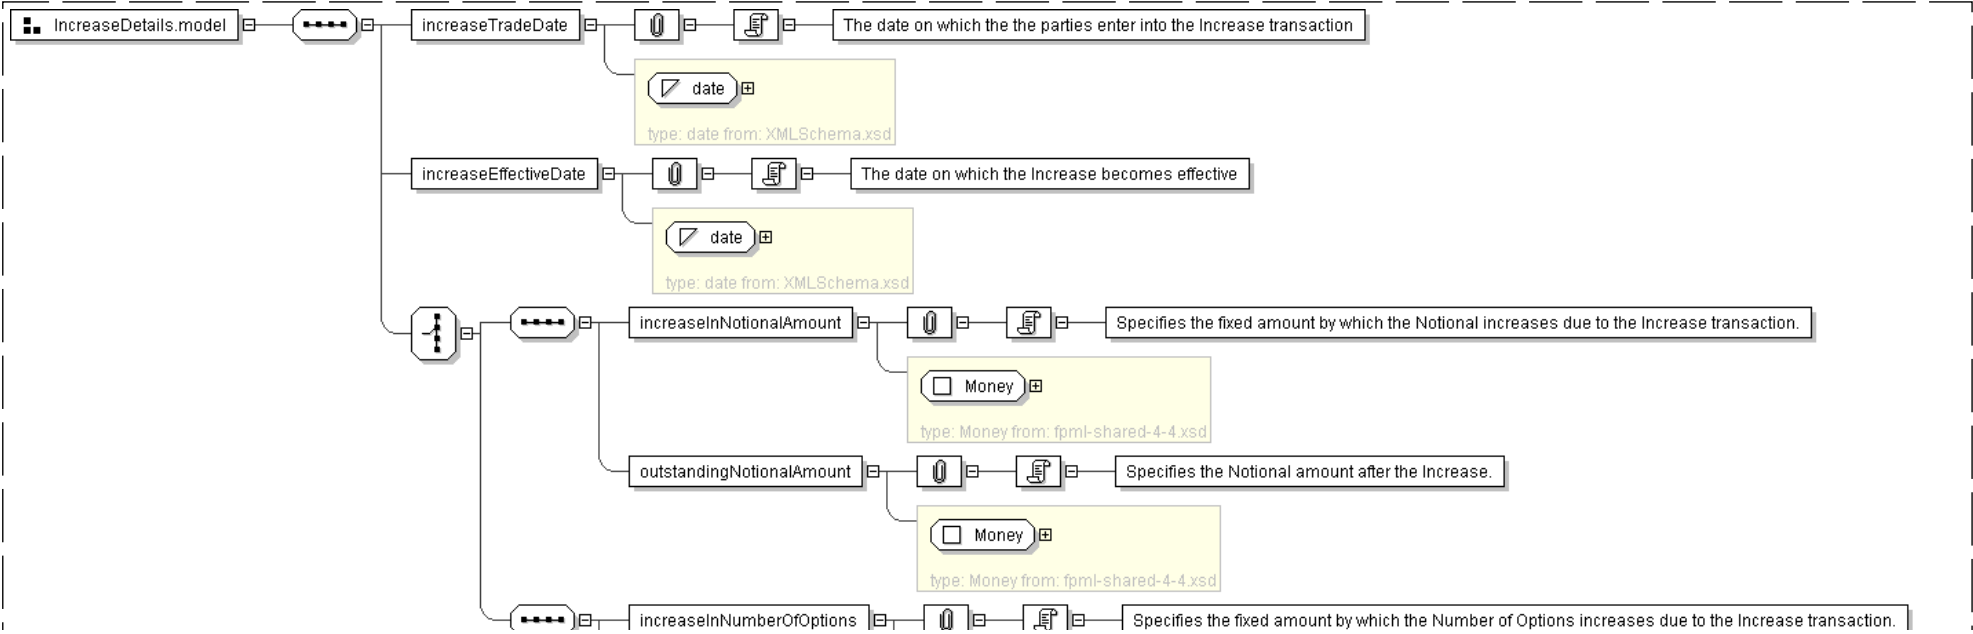 IncreaseDetails.model
increaseTradeDate
The date on which the the parties enter into the Increase transaction
date
type: date from: XMLSchema.xsd
increaseEffectiveDate
The date on which the Increase becomes effective
date
type: date from: XMLSchema.xsd
increaseInNotionalAmount
Specifies the fixed amount by which the Notional increases due to the Increase transaction.
Money
type: Money from: fpml-shared-4-4.xsd
outstandingNotionalAmount
Specifies the Notional amount after the Increase.
Money
type: Money from: fpml-shared-4-4.xsd
increaseInNumberOfOptions
Specifies the fixed amount by which the Number of Options increases due to the Increase transaction.